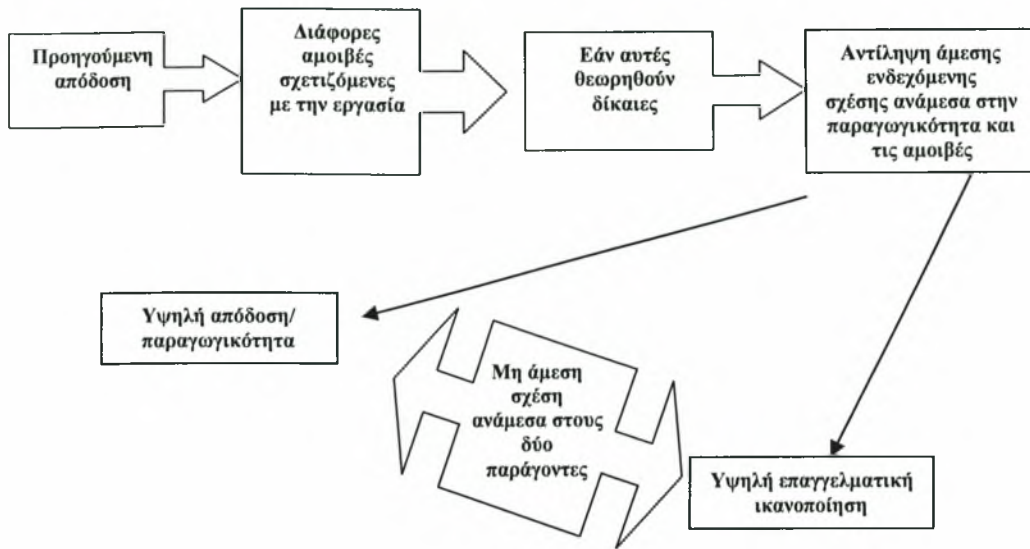 Προηγούμενη
απόδοση
Διάφορες
αμοιβές
σχετιζόμενες
με την εργασία
Εάν αυτές
θεωρηθούν
δίκαιες
Αντίληψη άμεσης
ενδεχόμενης
σχέσης ανάμεσα στην
παραγωγικότητα και
τις αμοιβές
Υψηλή απόδοση/
παραγωγικότητα
Μη άμεση
σχέση
ανάμεσα στους
δύο
παράγοντες
Υψηλή επαγγελματική
ικανοποίηση